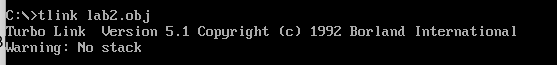 C:\>tlink lab2.obj
Turbo Link  Version 5.1 Copyright (c) 1992 Borland International
Warning: No stack